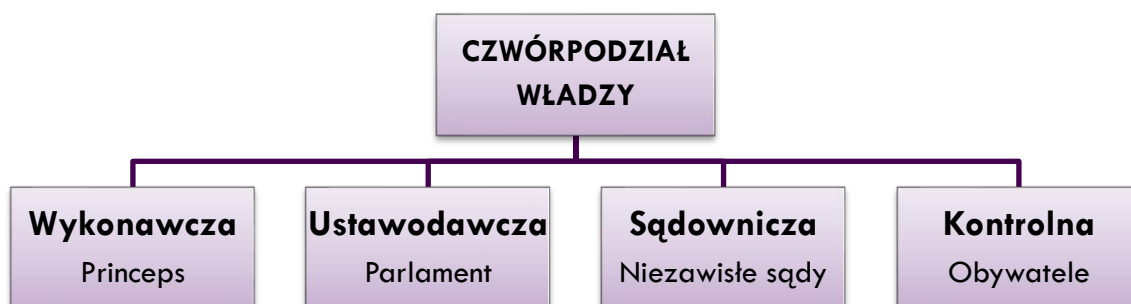 CZWÓRPODZIAŁ
WŁADZY
Wykonawcza
Princeps
Ustawodawcza
Parlament
Sądownicza
Niezawisłe sądy
Kontrolna
Obywatele